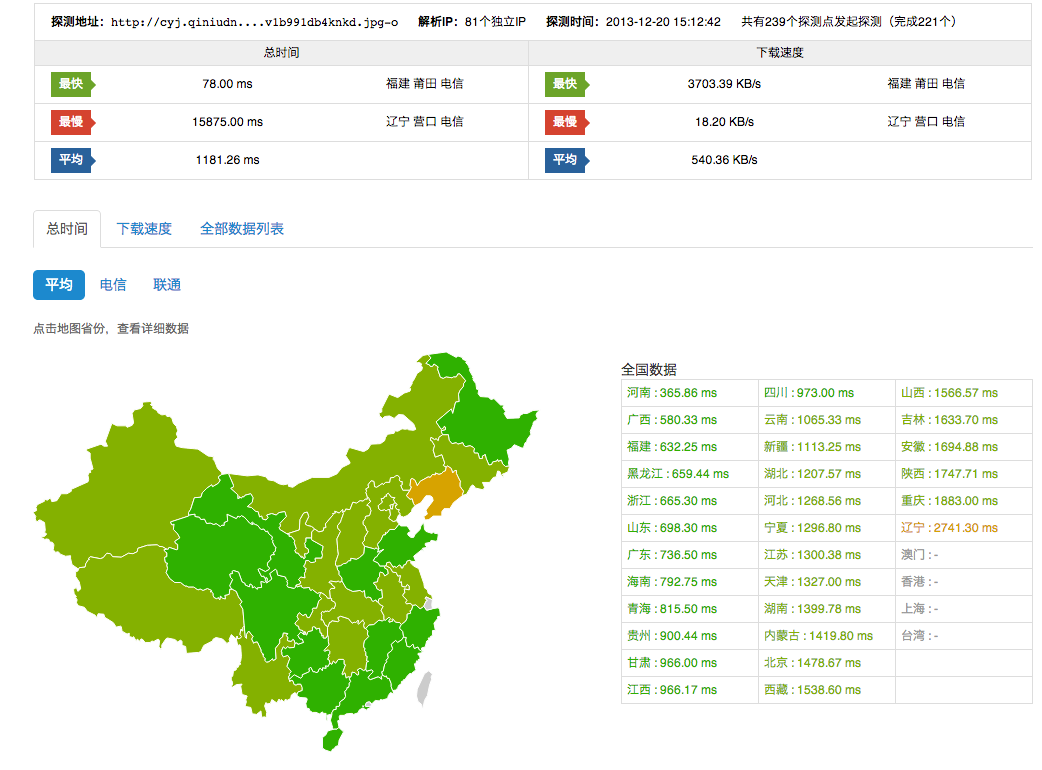 探测地址：http://cyj.qiniudn....v1b991db4knkd.jpg-o 解析IP：81个独立IP 探测时间：2013-12-20 15:12:42 共有239个探测点发起探测（完成221个）
总时间 下载速度
最快 78.00 ms 福建 莆田 电信 最快 3703.39 KB/s 福建 莆田 电信
最慢 15875.00 ms 辽宁 营口 电信 最慢 18.20 KB/s 辽宁 营口 电信
平均 1181.26 ms 平均 540.36 KB/s
总时间 下载速度 全部数据列表
平均 电信 联通
点击地图省份，查看详细数据
全国数据
河南 : 365.86 ms 四川 : 973.00 ms 山西 : 1566.57 ms
广西 : 580.33 ms 云南 : 1065.33 ms 吉林 : 1633.70 ms
福建 : 632.25 ms 新疆 : 1113.25 ms 安徽 : 1694.88 ms
黑龙江 : 659.44 ms 湖北 : 1207.57 ms 陕西 : 1747.71 ms
浙江 : 665.30 ms 河北 : 1268.56 ms 重庆 : 1883.00 ms
山东 : 698.30 ms 宁夏 : 1296.80 ms 辽宁 : 2741.30 ms
广东 : 736.50 ms 江苏 : 1300.38 ms 澳门 : -
海南 : 792.75 ms 天津 : 1327.00 ms 香港 : -
青海 : 815.50 ms 湖南 : 1399.78 ms 上海 : -
贵州 : 900.44 ms 内蒙古 : 1419.80 ms 台湾 : -
甘肃 : 966.00 ms 北京 : 1478.67 ms
江西 : 966.17 ms 西藏 : 1538.60 ms